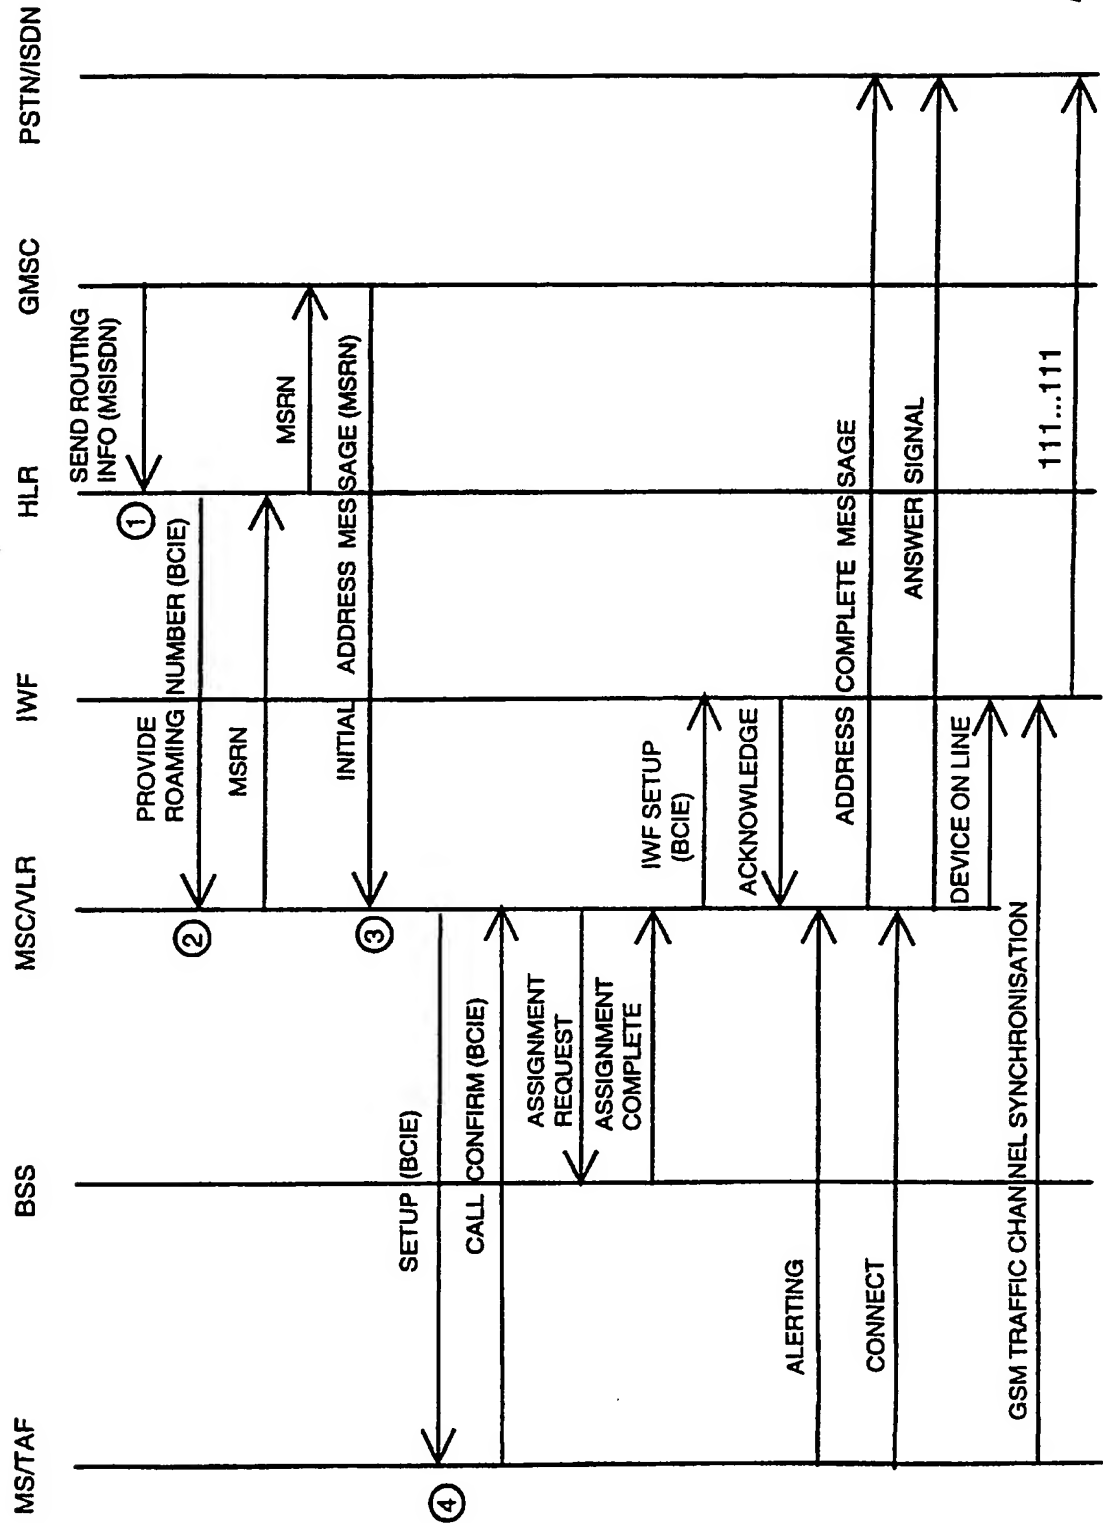 MS/TAF
BSS
MSC/VLR
IWF
HLR
GMSC
PSTN/ISDN
SEND ROUTING
INFO (MSISDN)
1
PROVIDE
ROAMING NUMBER (BCIE)
2
MSRN
MSRN
INITIAL ADDRESS MESSAGE (MSRN)
3
SETUP (BCIE)
4
CALL CONFIRM (BCIE)
ASSIGNMENT
REQUEST
ASSIGNMENT
COMPLETE
IWF SETUP
(BCIE)
ACKNOWLEDGE
ALERTING
ADDRESS COMPLETE MESSAGE
CONNECT
ANSWER SIGNAL
DEVICE ON LINE
GSM TRAFFIC CHANNEL SYNCHRONISATION
111...111